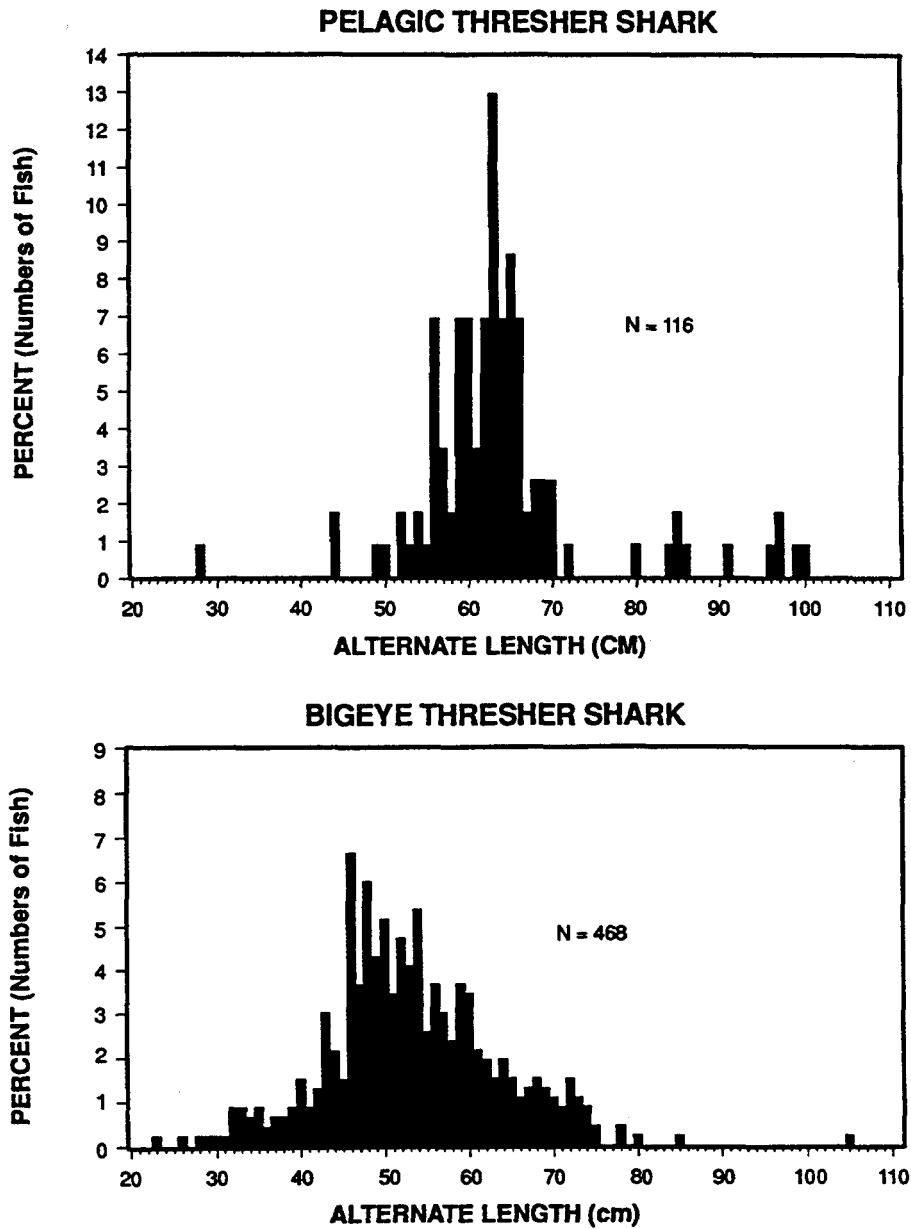 PELAGIC THRESHER SHARK
PERCENT (Numbers of Fish)
14
13
12
11
10
9
8
7
6
5
4
3
2
1
0
N = 116
20 30 40 50 60 70 80 90 100 110
ALTERNATE LENGTH (CM)
BIGEYE THRESHER SHARK
PERCENT (Numbers of Fish)
9
8
7
6
5
4
3
2
1
0
N = 468
20 30 40 50 60 70 80 90 100 110
ALTERNATE LENGTH (cm)